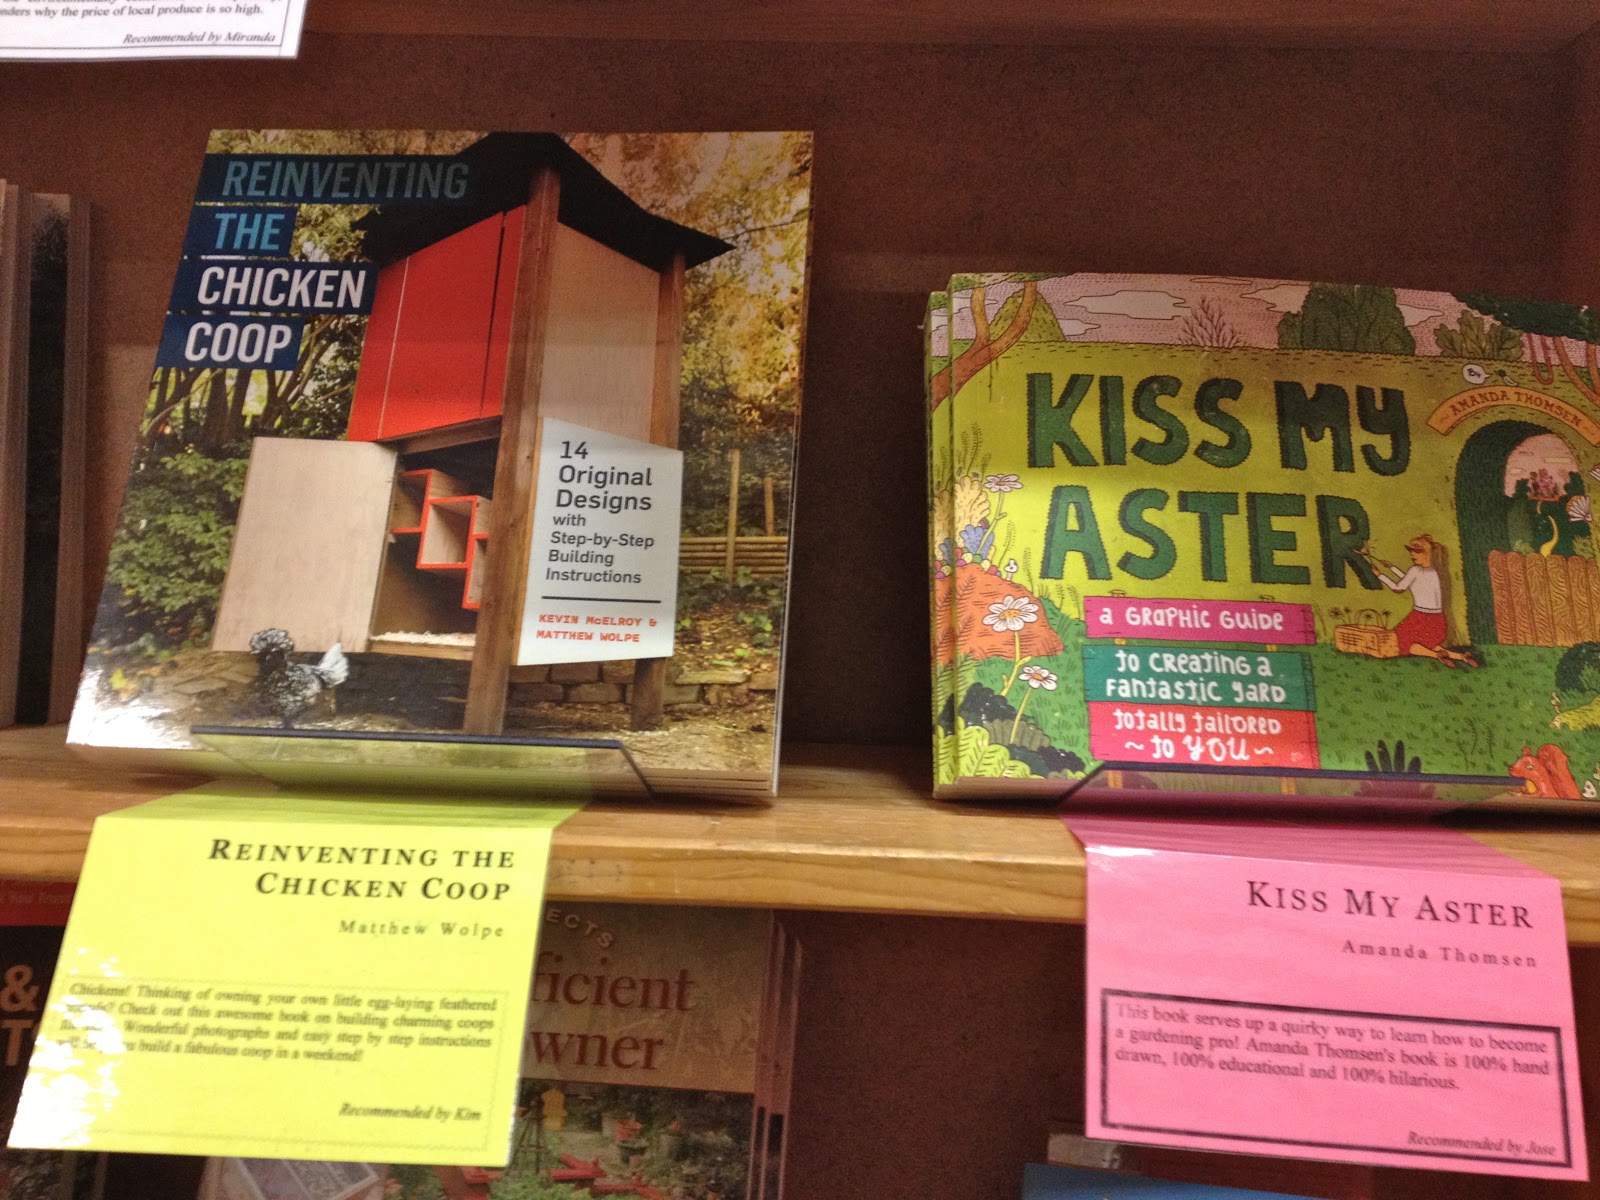 nders why the price of local produce is so high.
Recommended by Miranda
REINVENTING
THE
CHICKEN
COOP
14
Original
Designs
with
Step-by-Step
Building
Instructions
KEVIN McELROY &
MATTHEW WOLPE
By
AMANDA THOMSEN
KISS MY
ASTER
a GRAPHIC GUIDE
to CREATING a
FANTASTIC YARD
totally tailored
~ to YOU ~
REINVENTING THE
CHICKEN COOP
Matthew Wolpe
Chickens! Thinking of owning your own little egg-laying feathered
Check out this awesome book on building charming coops
Wonderful photographs and easy step by step instructions
build a fabulous coop in a weekend!
Recommended by Kim
KISS MY ASTER
Amanda Thomsen
This book serves up a quirky way to learn how to become
a gardening pro! Amanda Thomsen's book is 100% hand
drawn, 100% educational and 100% hilarious.
Recommended by Jose
&
T
ECTS
ficient
wner